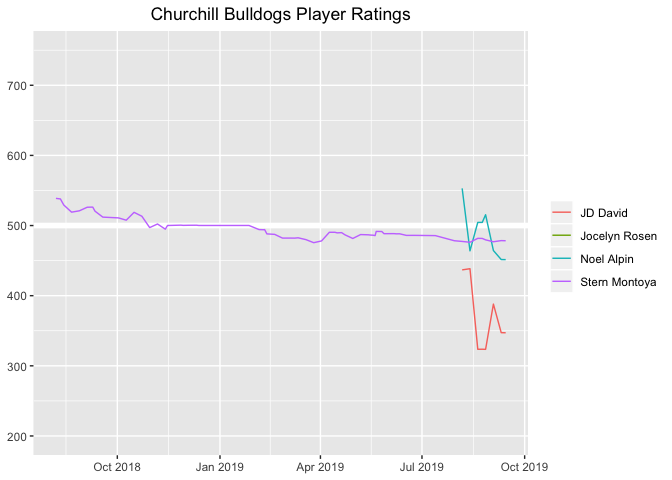 Churchill Bulldogs Player Ratings
700
600
500
400
300
200
Oct 2018
Jan 2019
Apr 2019
Jul 2019
Oct 2019
JD David
Jocelyn Rosen
Noel Alpin
Stern Montoya